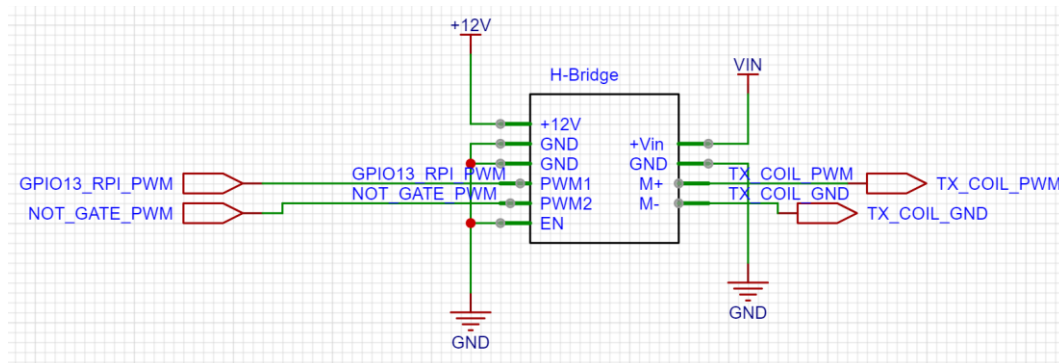 +12V
H-Bridge
VIN
+12V
GND
GND
PWM1
PWM2
EN
+Vin
GND
M+
M-
GPIO13_RPI_PWM
GPIO13_RPI_PWM
NOT_GATE_PWM
NOT_GATE_PWM
TX_COIL_PWM
TX_COIL_PWM
TX_COIL_GND
TX_COIL_GND
GND
GND